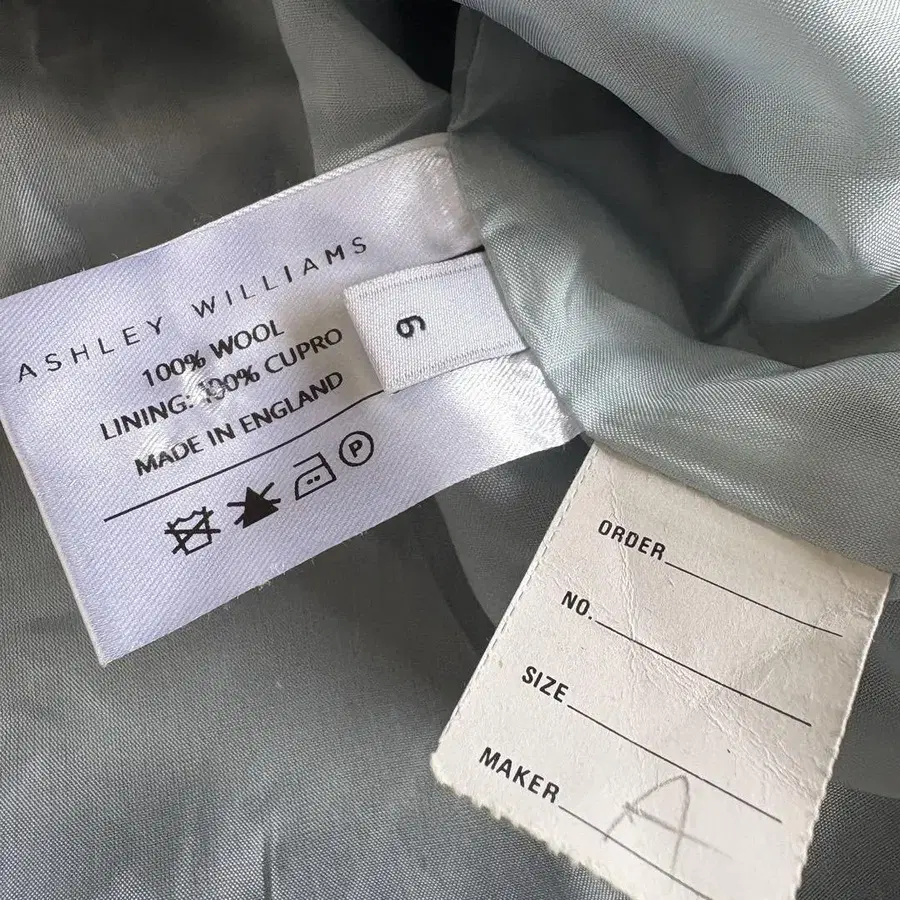 ASHLEY WILLIAMS
100% WOOL
LINING: 100% CUPRO
MADE IN ENGLAND
P
6
ORDER
NO.
SIZE
MAKER A